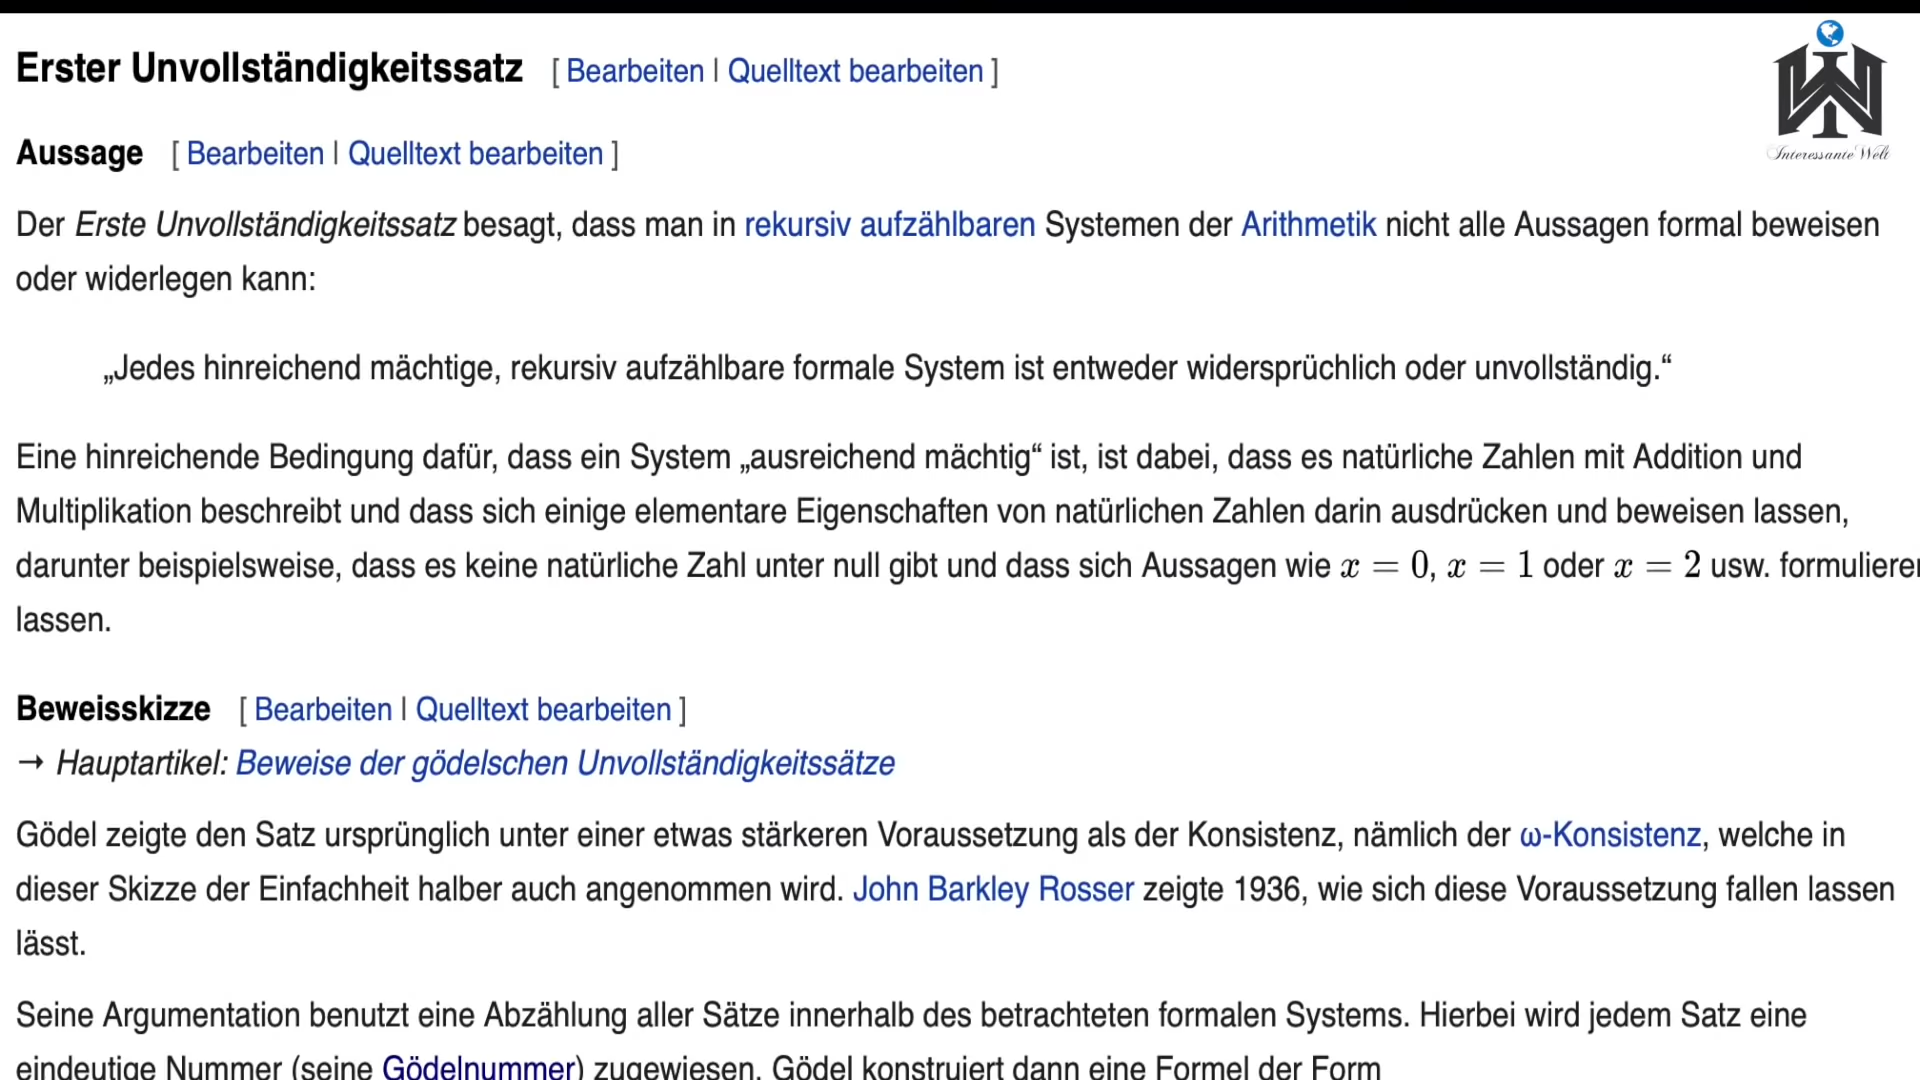 Erster Unvollständigkeitssatz [ Bearbeiten | Quelltext bearbeiten ]
Interessante Welt
Aussage [ Bearbeiten | Quelltext bearbeiten ]
Der Erste Unvollständigkeitssatz besagt, dass man in rekursiv aufzählbaren Systemen der Arithmetik nicht alle Aussagen formal beweisen
oder widerlegen kann:
„Jedes hinreichend mächtige, rekursiv aufzählbare formale System ist entweder widersprüchlich oder unvollständig.“
Eine hinreichende Bedingung dafür, dass ein System „ausreichend mächtig“ ist, ist dabei, dass es natürliche Zahlen mit Addition und
Multiplikation beschreibt und dass sich einige elementare Eigenschaften von natürlichen Zahlen darin ausdrücken und beweisen lassen,
darunter beispielsweise, dass es keine natürliche Zahl unter null gibt und dass sich Aussagen wie x = 0, x = 1 oder x = 2 usw. formuliere
lassen.
Beweisskizze [ Bearbeiten | Quelltext bearbeiten ]
→ Hauptartikel: Beweise der gödelschen Unvollständigkeitssätze
Gödel zeigte den Satz ursprünglich unter einer etwas stärkeren Voraussetzung als der Konsistenz, nämlich der ω-Konsistenz, welche in
dieser Skizze der Einfachheit halber auch angenommen wird. John Barkley Rosser zeigte 1936, wie sich diese Voraussetzung fallen lassen
lässt.
Seine Argumentation benutzt eine Abzählung aller Sätze innerhalb des betrachteten formalen Systems. Hierbei wird jedem Satz eine
eindeutige Nummer (seine Gödelnummer) zugewiesen. Gödel konstruiert dann eine Formel der Form